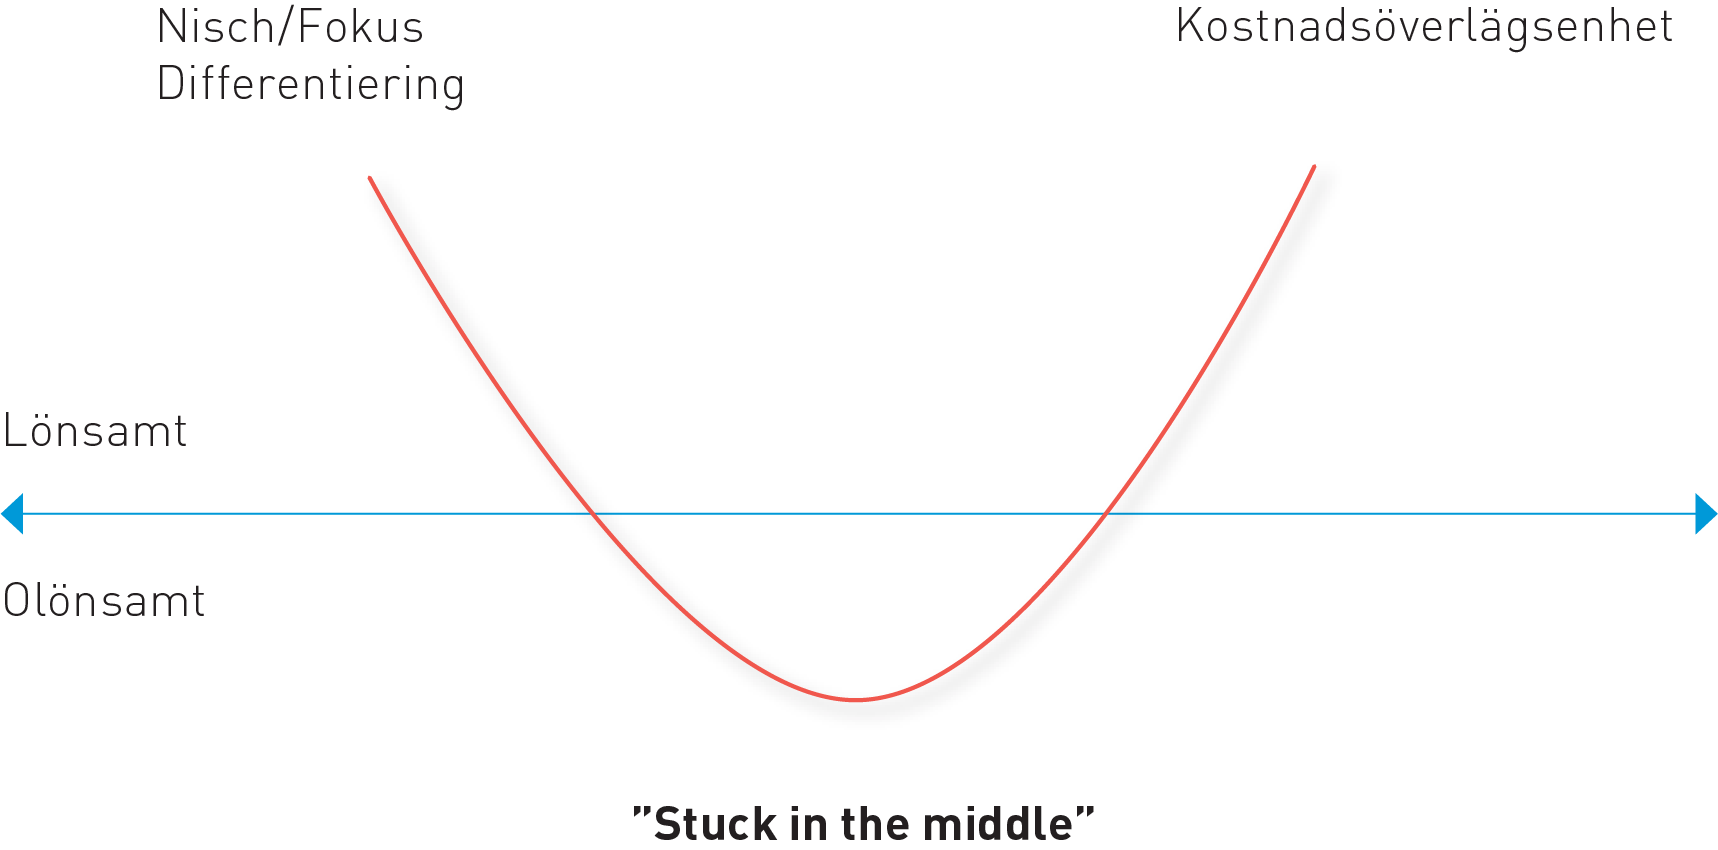 Nisch/Fokus
Differentiering
Kostnadsöverlägsenhet
Lönsamt
Olönsamt
”Stuck in the middle”